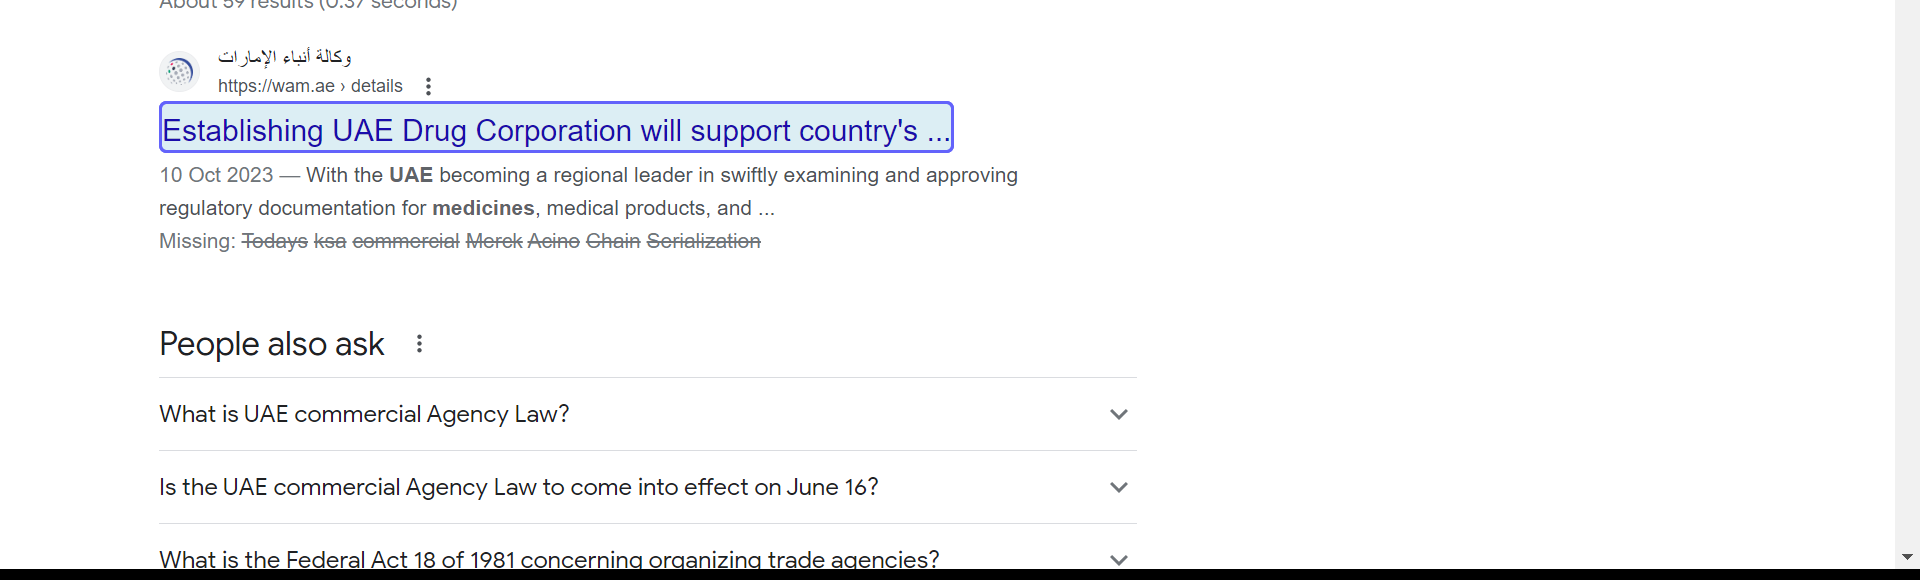 About 59 results (0.37 seconds)
وكالة أنباء الإمارات
https://wam.ae › details
Establishing UAE Drug Corporation will support country's ...
10 Oct 2023 — With the UAE becoming a regional leader in swiftly examining and approving
regulatory documentation for medicines, medical products, and ...
Missing: Todays ksa commercial Merck Acino Chain Serialization
People also ask
What is UAE commercial Agency Law?
Is the UAE commercial Agency Law to come into effect on June 16?
What is the Federal Act 18 of 1981 concerning organizing trade agencies?